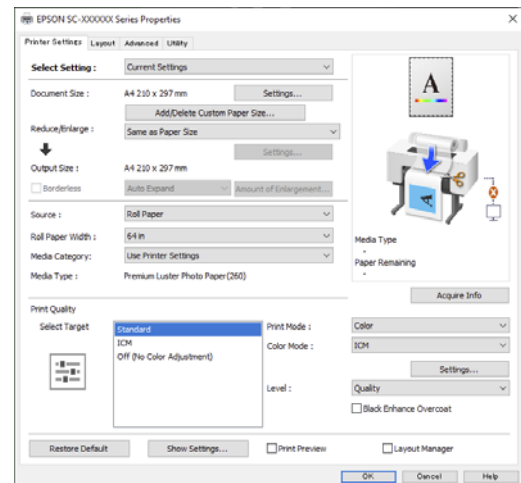 EPSON SC-XXXXXX Series Properties
Printer Settings Layout Advanced Utility
Select Setting : Current Settings
Document Size : A4 210 x 297 mm Settings...
Add/Delete Custom Paper Size...
Reduce/Enlarge : Same as Paper Size
Settings...
Output Size : A4 210 x 297 mm
Borderless Auto Expand Amount of Enlargement...
Source : Roll Paper
Roll Paper Width : 64 in
Media Category: Use Printer Settings
Media Type : Premium Luster Photo Paper(260)
A
A
Media Type
-
Paper Remaining
-
Acquire Info
Print Quality
Select Target
Standard
ICM
Off (No Color Adjustment)
Print Mode : Color
Color Mode : ICM
Settings...
Level : Quality
Black Enhance Overcoat
Restore Default Show Settings... Print Preview Layout Manager
OK Cancel Help